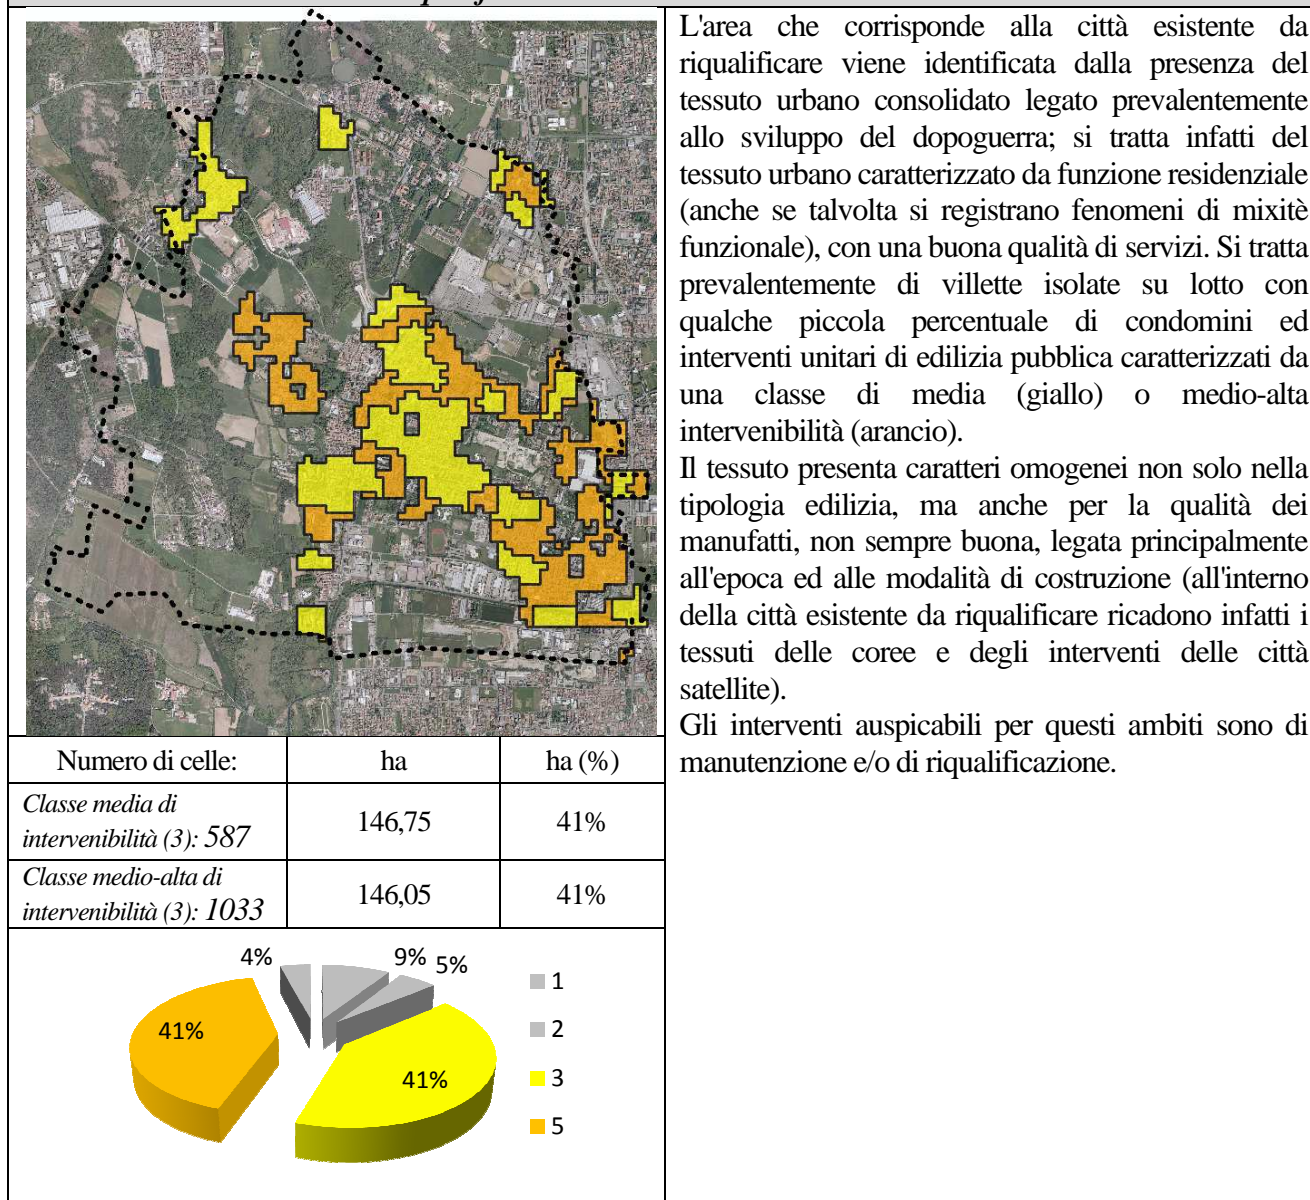 L'area che corrisponde alla città esistente da
riqualificare viene identificata dalla presenza del
tessuto urbano consolidato legato prevalentemente
allo sviluppo del dopoguerra; si tratta infatti del
tessuto urbano caratterizzato da funzione residenziale
(anche se talvolta si registrano fenomeni di mixitè
funzionale), con una buona qualità di servizi. Si tratta
prevalentemente di villette isolate su lotto con
qualche piccola percentuale di condomini ed
interventi unitari di edilizia pubblica caratterizzati da
una classe di media (giallo) o medio-alta
intervenibilità (arancio).
Il tessuto presenta caratteri omogenei non solo nella
tipologia edilizia, ma anche per la qualità dei
manufatti, non sempre buona, legata principalmente
all'epoca ed alle modalità di costruzione (all'interno
della città esistente da riqualificare ricadono infatti i
tessuti delle coree e degli interventi delle città
satellite).
Gli interventi auspicabili per questi ambiti sono di
manutenzione e/o di riqualificazione.
Numero di celle: ha ha (%)
Classe media di
intervenibilità (3): 587 146,75 41%
Classe medio-alta di
intervenibilità (3): 1033 146,05 41%
4% 9% 5%
41%
41%
1
2
3
5